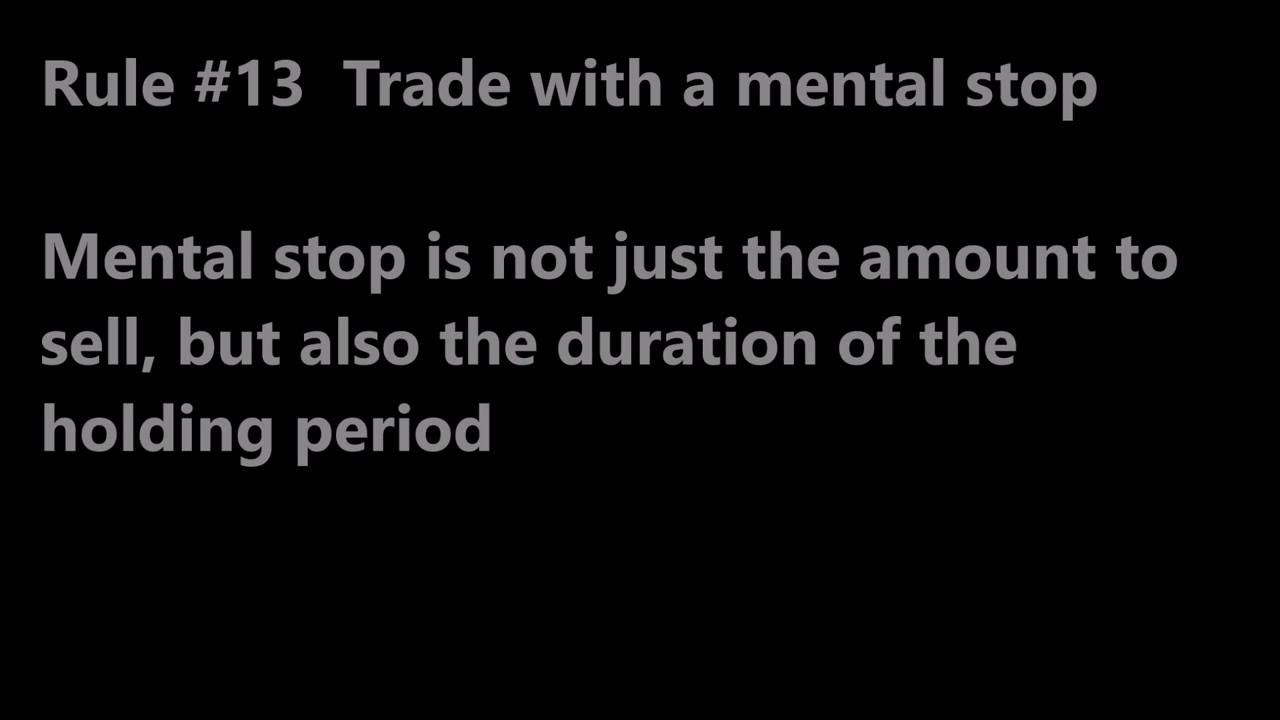 Rule #13  Trade with a mental stop
Mental stop is not just the amount to
sell, but also the duration of the
holding period